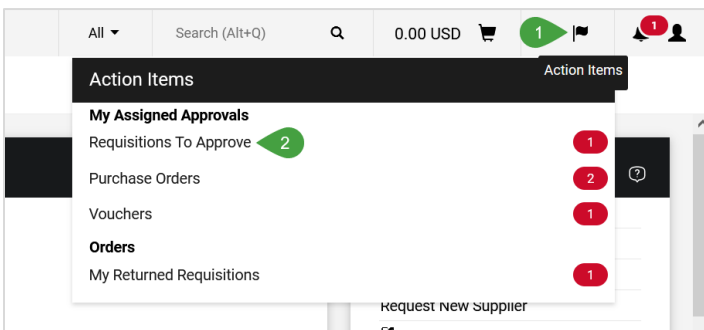 All Search (Alt+Q) 0.00 USD 1 1
Action Items
Action Items
My Assigned Approvals
Requisitions To Approve 2 1
Purchase Orders 2
Vouchers 1
Orders
My Returned Requisitions 1
Request New Supplier